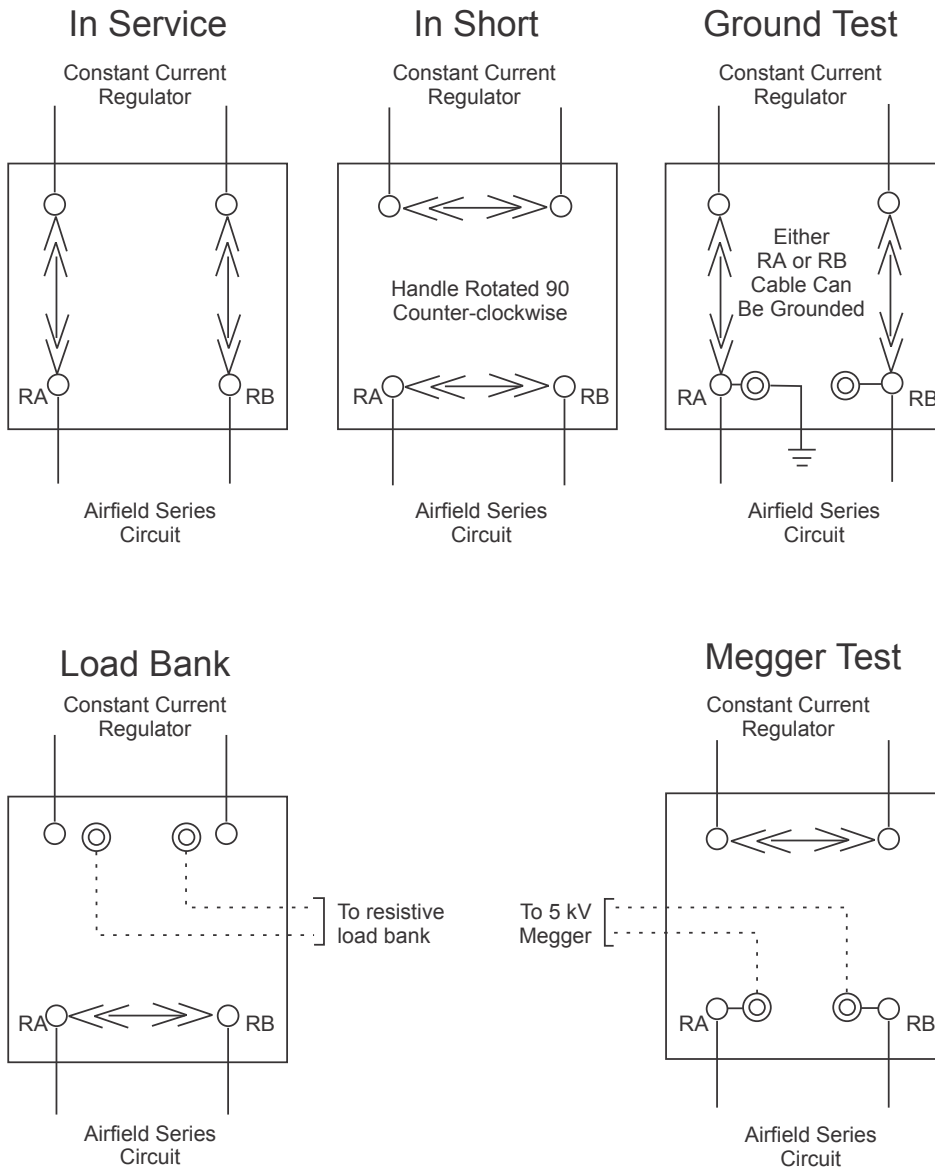 In Service
Constant Current
Regulator
RA
RB
Airfield Series
Circuit
In Short
Constant Current
Regulator
Handle Rotated 90
Counter-clockwise
RA
RB
Airfield Series
Circuit
Ground Test
Constant Current
Regulator
Either
RA or RB
Cable Can
Be Grounded
RA
RB
Airfield Series
Circuit
Load Bank
Constant Current
Regulator
To resistive
load bank
RA
RB
Airfield Series
Circuit
Megger Test
Constant Current
Regulator
To 5 kV
Megger
RA
RB
Airfield Series
Circuit